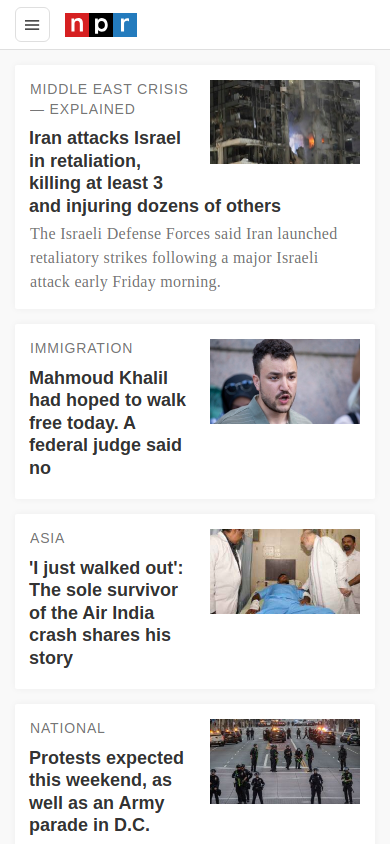 npr
MIDDLE EAST CRISIS
— EXPLAINED
Iran attacks Israel
in retaliation,
killing at least 3
and injuring dozens of others
The Israeli Defense Forces said Iran launched
retaliatory strikes following a major Israeli
attack early Friday morning.
IMMIGRATION
Mahmoud Khalil
had hoped to walk
free today. A
federal judge said
no
ASIA
'I just walked out':
The sole survivor
of the Air India
crash shares his
story
NATIONAL
Protests expected
this weekend, as
well as an Army
parade in D.C.